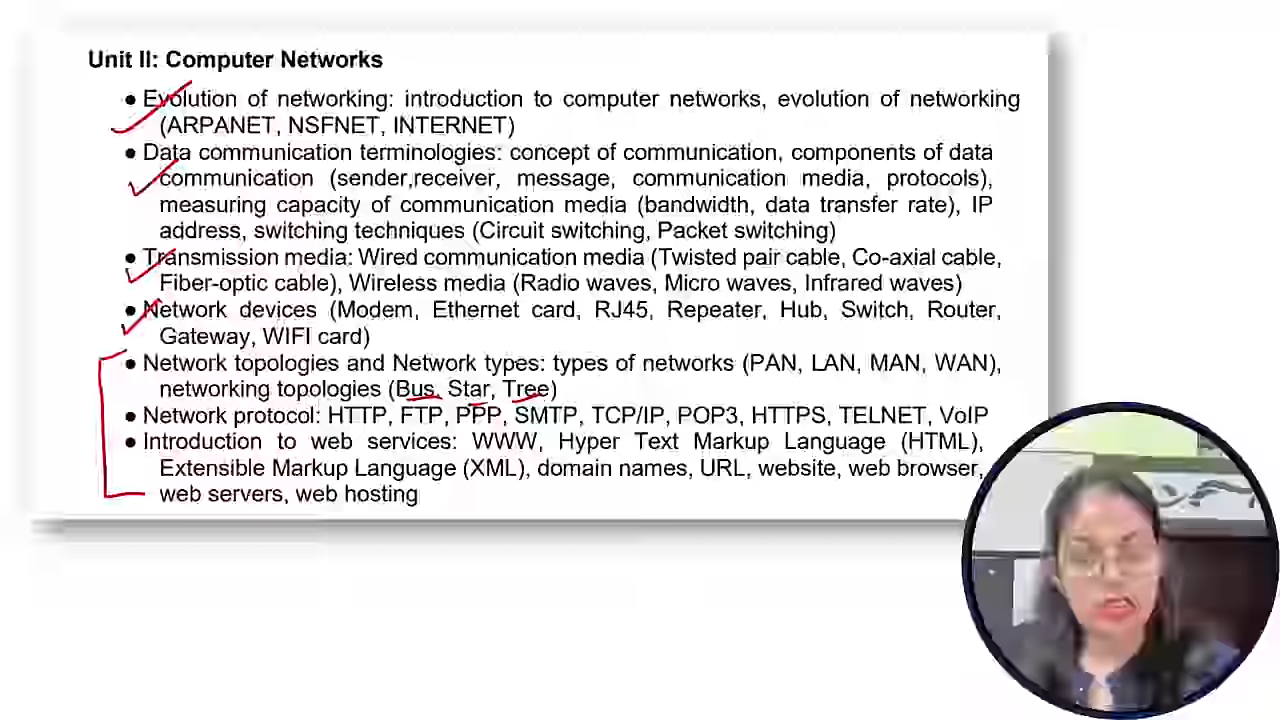 Unit II: Computer Networks
● Evolution of networking: introduction to computer networks, evolution of networking
(ARPANET, NSFNET, INTERNET)
● Data communication terminologies: concept of communication, components of data
communication (sender,receiver, message, communication media, protocols),
measuring capacity of communication media (bandwidth, data transfer rate), IP
address, switching techniques (Circuit switching, Packet switching)
● Transmission media: Wired communication media (Twisted pair cable, Co-axial cable,
Fiber-optic cable), Wireless media (Radio waves, Micro waves, Infrared waves)
● Network devices (Modem, Ethernet card, RJ45, Repeater, Hub, Switch, Router,
Gateway, WIFI card)
● Network topologies and Network types: types of networks (PAN, LAN, MAN, WAN),
networking topologies (Bus, Star, Tree)
● Network protocol: HTTP, FTP, PPP, SMTP, TCP/IP, POP3, HTTPS, TELNET, VoIP
● Introduction to web services: WWW, Hyper Text Markup Language (HTML),
Extensible Markup Language (XML), domain names, URL, website, web browser,
web servers, web hosting